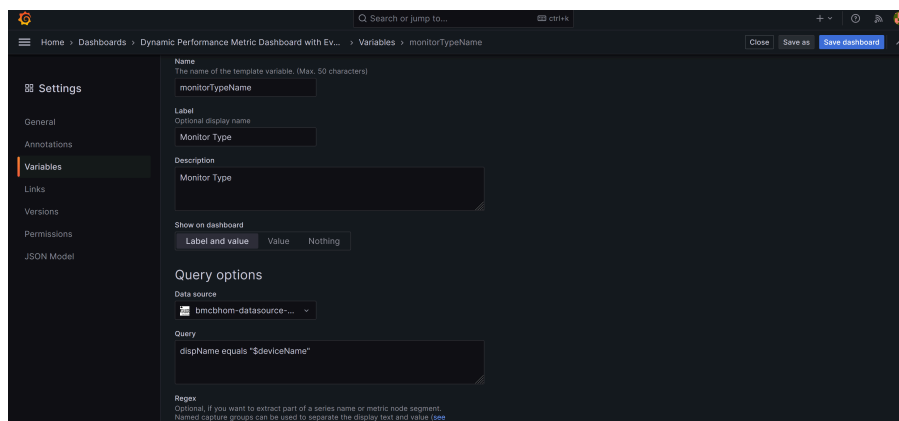 Search or jump to...
ctrl+k
Home › Dashboards › Dynamic Performance Metric Dashboard with Ev... › Variables › monitorTypeName
Close
Save as
Save dashboard
Settings
General
Annotations
Variables
Links
Versions
Permissions
JSON Model
Name
The name of the template variable. (Max. 50 characters)
monitorTypeName
Label
Optional display name
Monitor Type
Description
Monitor Type
Show on dashboard
Label and value
Value
Nothing
Query options
Data source
bmcbhom-datasource-...
Query
dispName equals "$deviceName"
Regex
Optional, if you want to extract part of a series name or metric node segment.
Named capture groups can be used to separate the display text and value (see